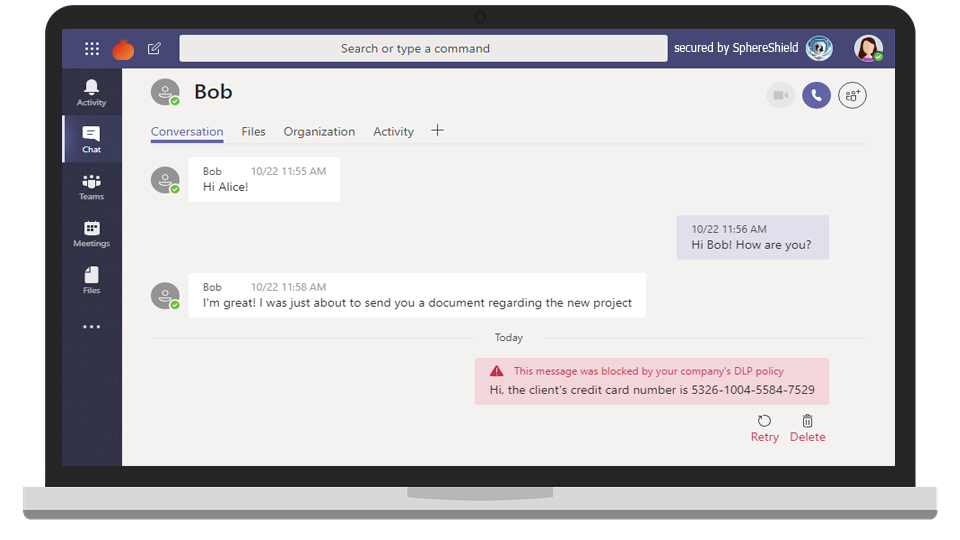 Search or type a command
secured by SphereShield
Activity
Chat
Teams
Meetings
Files
Bob
Conversation Files Organization Activity
Bob 10/22 11:55 AM
Hi Alice!
10/22 11:56 AM
Hi Bob! How are you?
Bob 10/22 11:58 AM
I'm great! I was just about to send you a document regarding the new project
Today
This message was blocked by your company's DLP policy
Hi, the client's credit card number is 5326-1004-5584-7529
Retry Delete